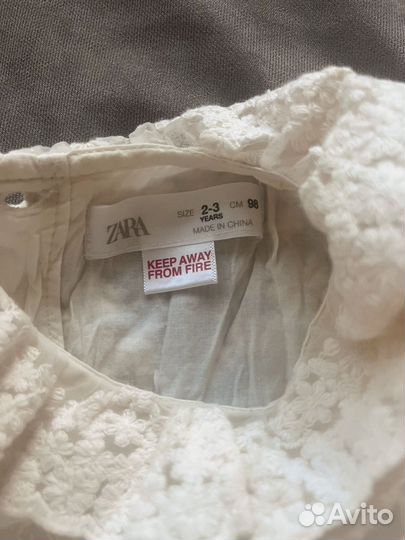 ZARA
SIZE 2-3 CM 98
YEARS
MADE IN CHINA
KEEP AWAY
FROM FIRE
Avito